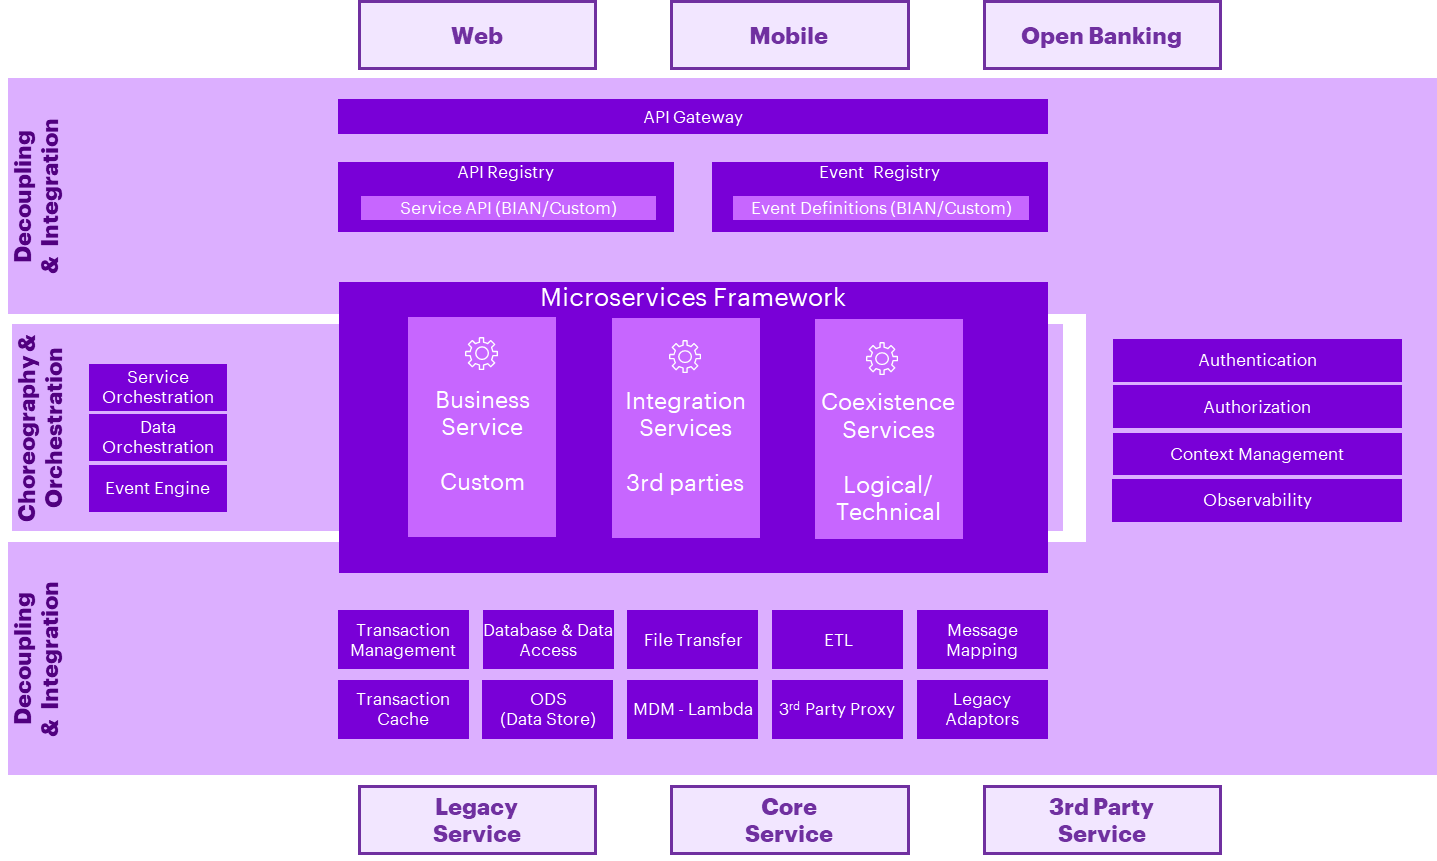 Web
Mobile
Open Banking
Decoupling
& Integration
API Gateway
API Registry
Service API (BIAN/Custom)
Event Registry
Event Definitions (BIAN/Custom)
Choreography &
Orchestration
Service
Orchestration
Data
Orchestration
Event Engine
Microservices Framework
Business
Service
Custom
Integration
Services
3rd parties
Coexistence
Services
Logical/
Technical
Authentication
Authorization
Context Management
Observability
Decoupling
& Integration
Transaction
Management
Database & Data
Access
File Transfer
ETL
Message
Mapping
Transaction
Cache
ODS
(Data Store)
MDM - Lambda
3rd Party Proxy
Legacy
Adaptors
Legacy
Service
Core
Service
3rd Party
Service